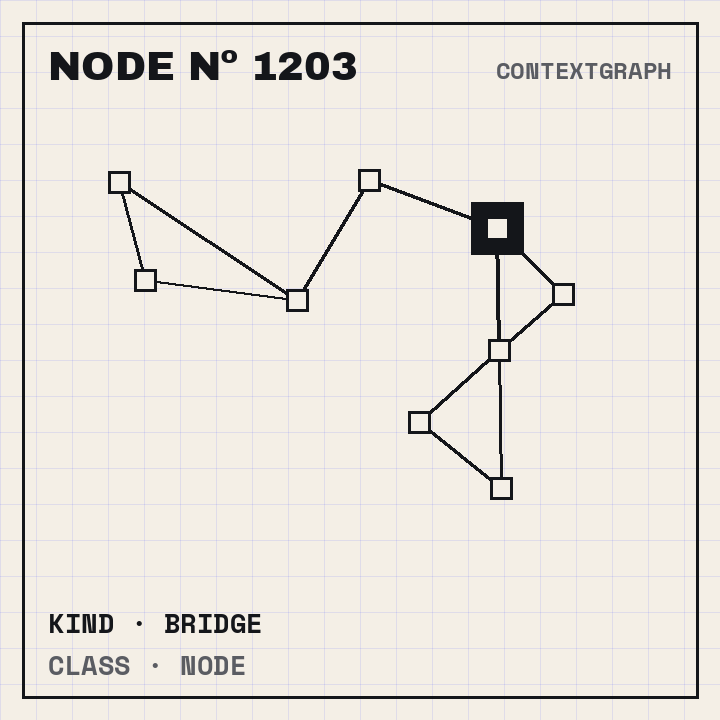 NODE Nº 1203
CONTEXTGRAPH
KIND · BRIDGE
CLASS · NODE